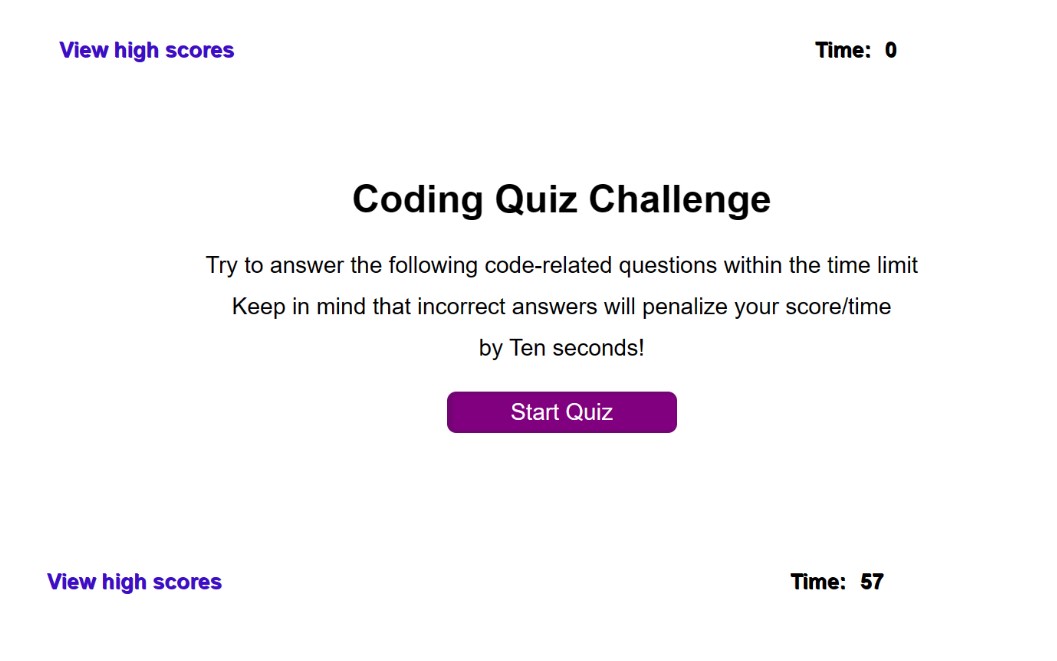 View high scores Time: 0
Coding Quiz Challenge
Try to answer the following code-related questions within the time limit
Keep in mind that incorrect answers will penalize your score/time
by Ten seconds!
Start Quiz
View high scores Time: 57